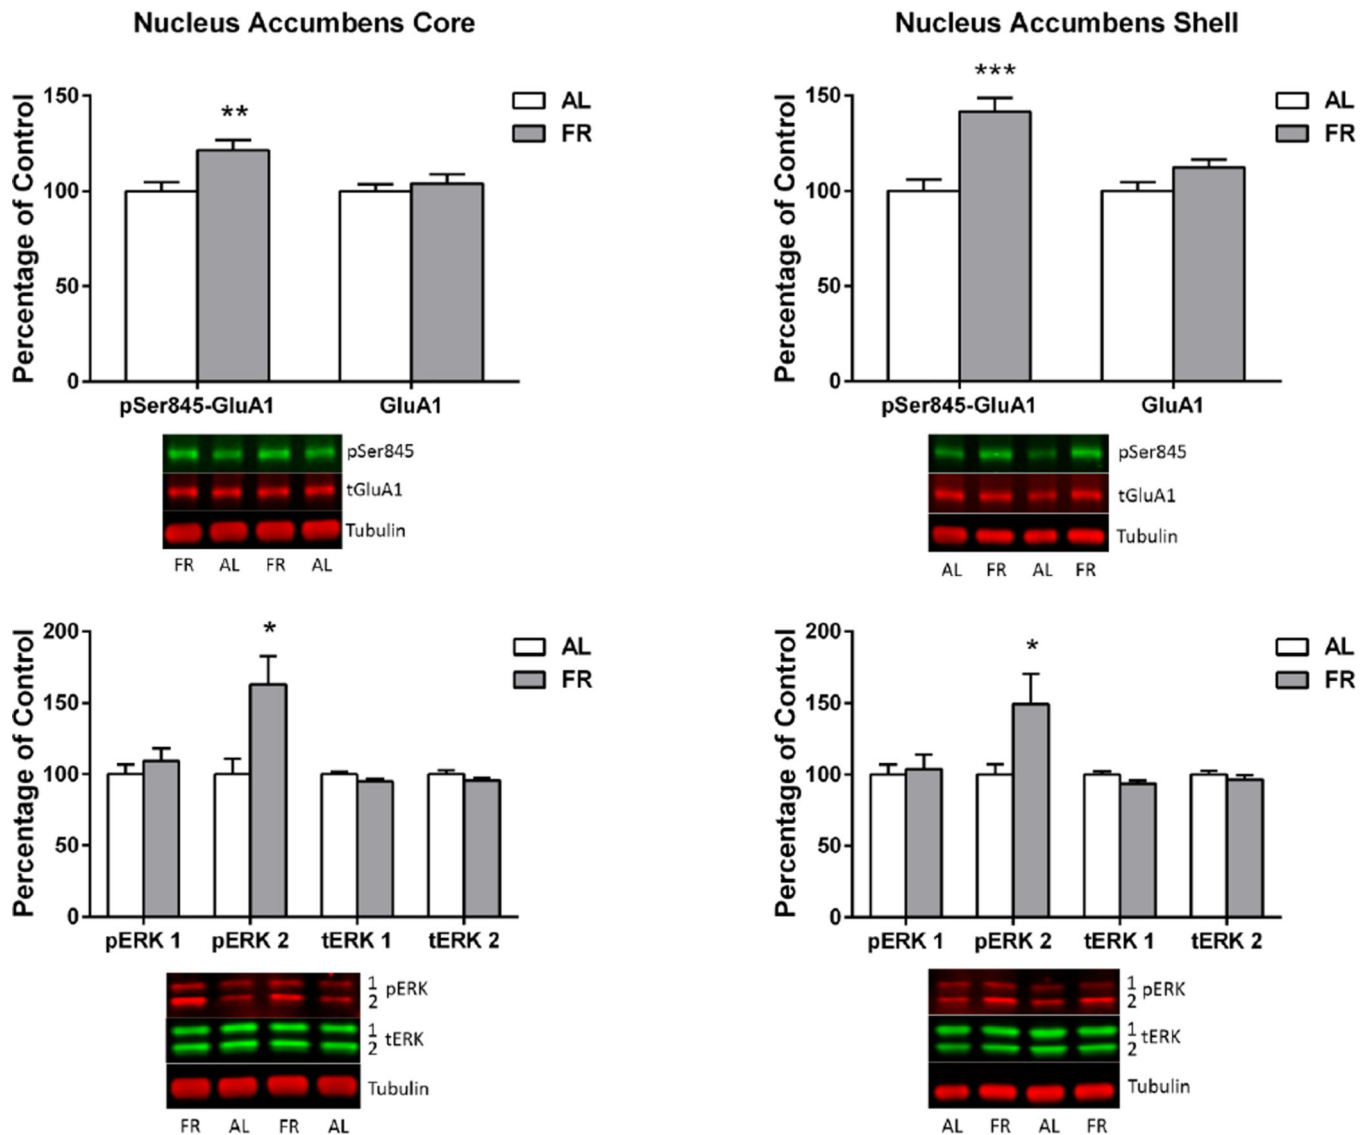 Nucleus Accumbens Core
Percentage of Control
150
100
50
0
**
AL
FR
pSer845-GluA1
GluA1
pSer845
tGluA1
Tubulin
FR AL FR AL
Nucleus Accumbens Shell
Percentage of Control
150
100
50
0
***
AL
FR
pSer845-GluA1
GluA1
pSer845
tGluA1
Tubulin
AL FR AL FR
Percentage of Control
200
150
100
50
0
*
AL
FR
pERK 1
pERK 2
tERK 1
tERK 2
1
2
pERK
1
2
tERK
Tubulin
FR AL FR AL
Percentage of Control
200
150
100
50
0
*
AL
FR
pERK 1
pERK 2
tERK 1
tERK 2
1
2
pERK
1
2
tERK
Tubulin
AL FR AL FR